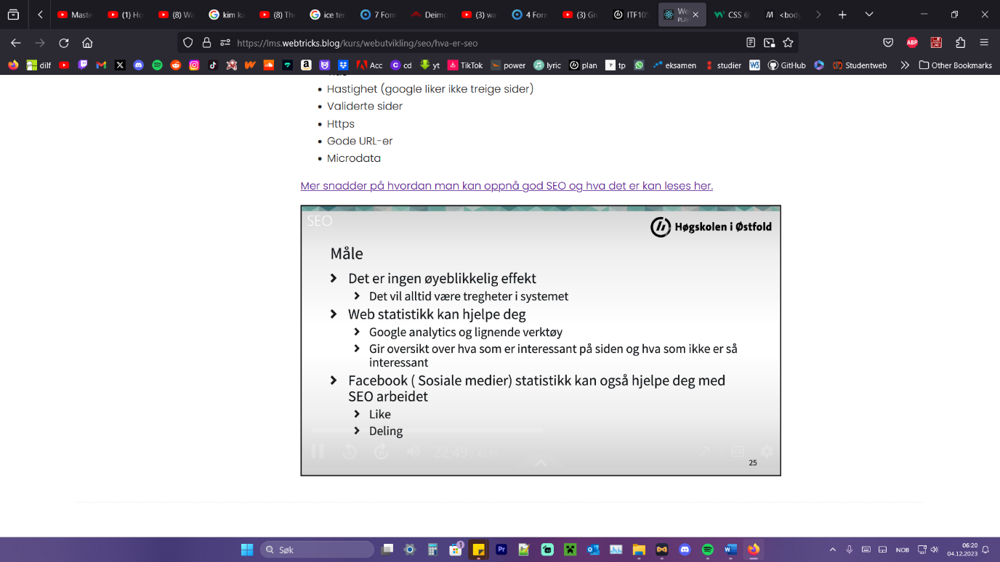 Maste
(1) Ho
(8) Wa
kim ka
(8) The
ice ter
7 Form
Deimo
(3) wa
4 Form
(3) Gr
ITF10
We
PLAY
CSS @
<body
https://lms.webtricks.blog/kurs/webutvikling/seo/hva-er-seo
ABP
dilf
Acc
cd
yt
TikTok
power
lyric
plan
tp
eksamen
studier
GitHub
Studentweb
Other Bookmarks
Hastighet (google liker ikke treige sider)
Validerte sider
Https
Gode URL-er
Microdata
Mer snadder på hvordan man kan oppnå god SEO og hva det er kan leses her.
SEO
Høgskolen i Østfold
Måle
Det er ingen øyeblikkelig effekt
Det vil alltid være tregheter i systemet
Web statistikk kan hjelpe deg
Google analytics og lignende verktøy
Gir oversikt over hva som er interessant på siden og hva som ikke er så
interessant
Facebook ( Sosiale medier) statistikk kan også hjelpe deg med
SEO arbeidet
Like
Deling
22:49
25
Søk
NOB
06:20
04.12.2023